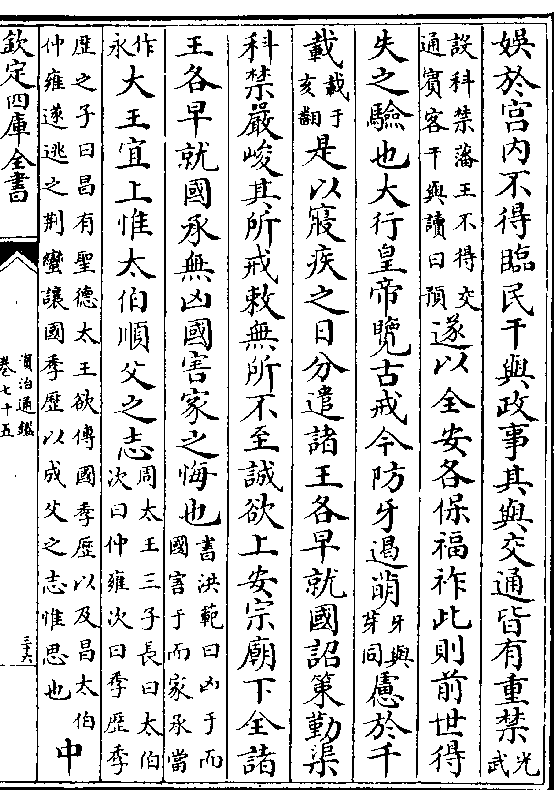 娛於宮内不得臨民干與政事其與交通皆有重禁光武
設科禁藩王不得交通賓客干與讀曰預遂以全安各保福祚此則前世得
失之驗也大行皇帝覽古戒今防牙遏萌牙與芽同慮於千
載載于亥翻是以寢疾之日分遣諸王各早就國詔策勤渠
科禁嚴峻其所戒敕無所不至誠欲上安宗廟下全諸
王各早就國承無凶國害家之悔也書洪範曰凶于而國害于而家承當
作永大王宜上惟太伯順父之志周太王三子長曰太伯次曰仲雍次曰季歷季
歷之子曰昌有聖德太王欲傳國季歷以及昌太伯仲雍遂逃之荆蠻讓國季歷以成父之志惟思也中
欽定四庫全書
資治通鑑
卷七十五
三六